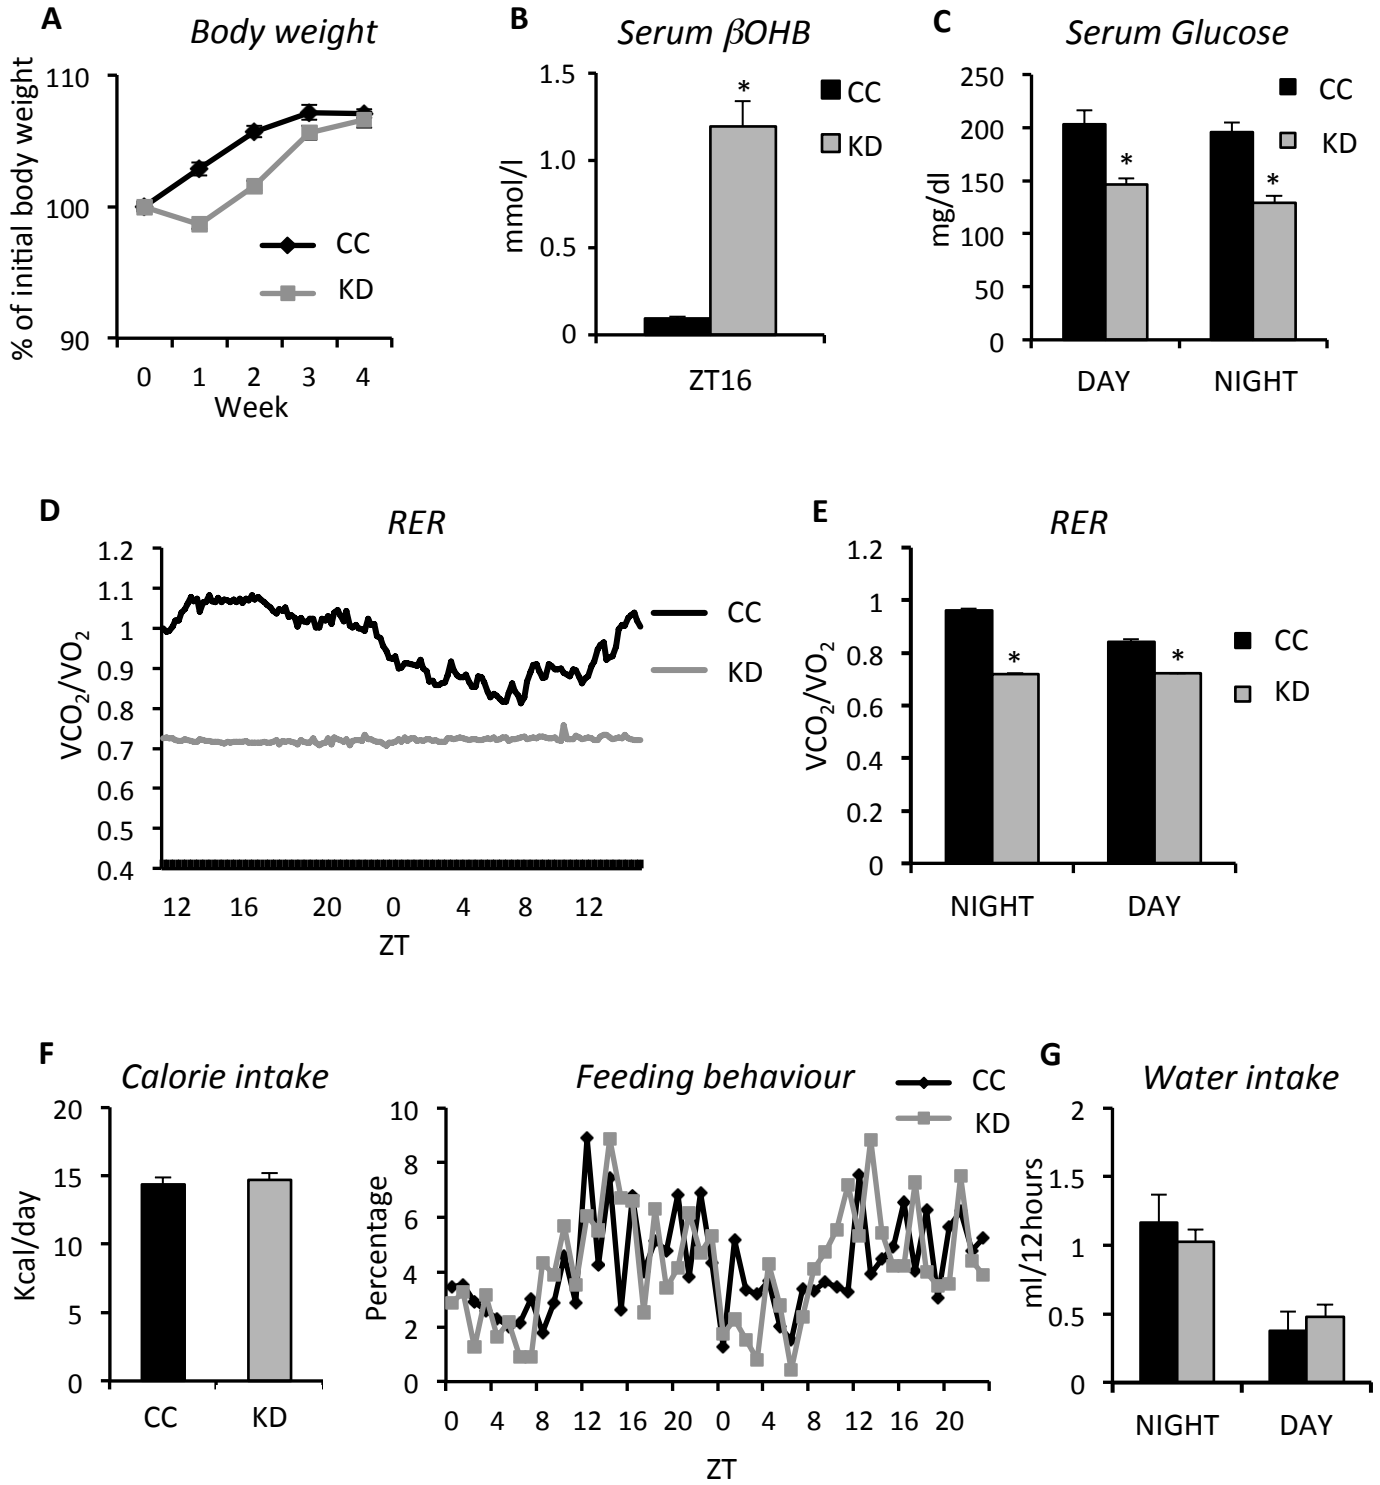 A
Body weight
% of initial body weight
110
100
90
CC
KD
0 1 2 3 4
Week
B
Serum βOHB
mmol/l
1.5
1.0
0.5
0
*
CC
KD
ZT16
C
Serum Glucose
mg/dl
250
200
150
100
50
0
*
*
CC
KD
DAY NIGHT
D
RER
VCO2/VO2
1.2
1.1
1
0.9
0.8
0.7
0.6
0.5
0.4
CC
KD
12 16 20 0 4 8 12
ZT
E
RER
VCO2/VO2
1.2
1
0.8
0.6
0.4
0.2
0
*
*
CC
KD
NIGHT DAY
F
Calorie intake
Kcal/day
20
15
10
5
0
CC KD
Feeding behaviour
Percentage
10
8
6
4
2
0
CC
KD
0 4 8 12 16 20 0 4 8 12 16 20
ZT
G
Water intake
ml/12hours
2
1.5
1
0.5
0
NIGHT DAY